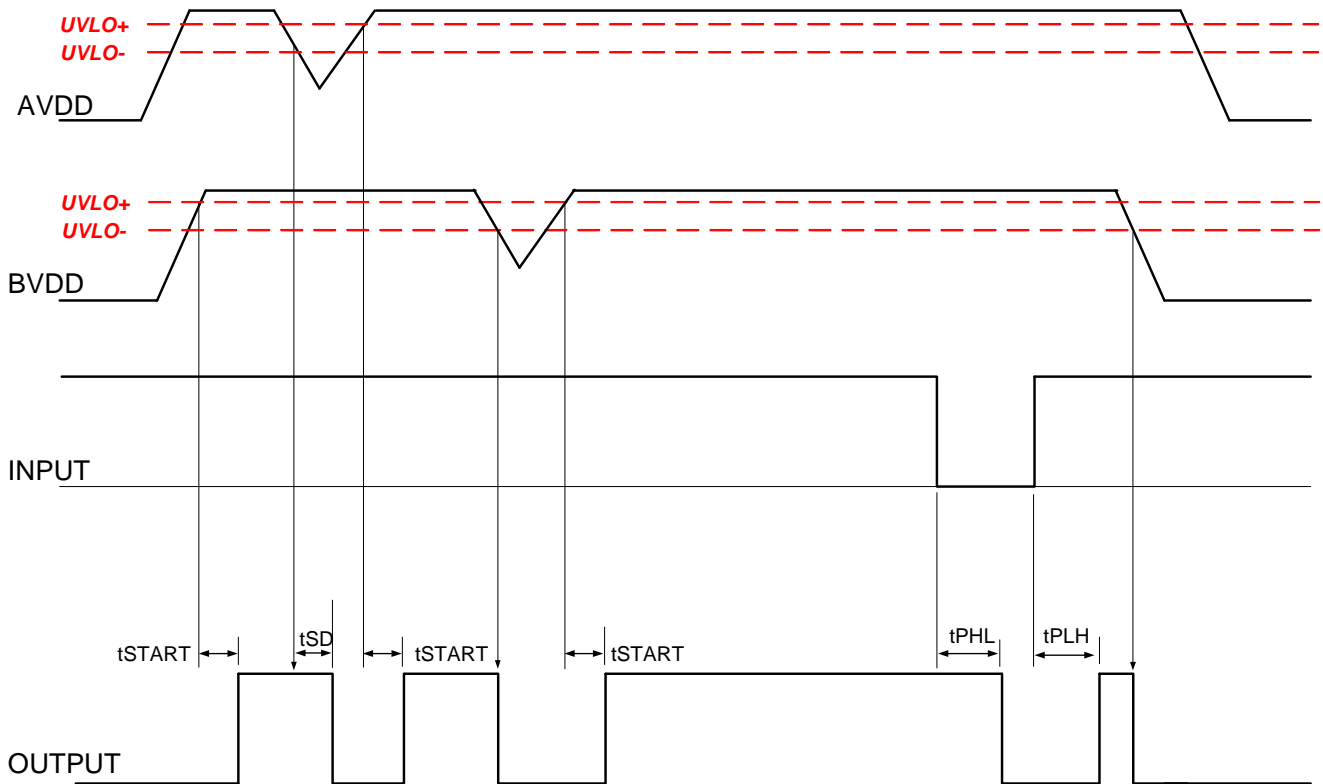 UVLO+
UVLO-
AVDD
UVLO+
UVLO-
BVDD
INPUT
tSTART
tSD
tSTART
tSTART
tPHL
tPLH
OUTPUT